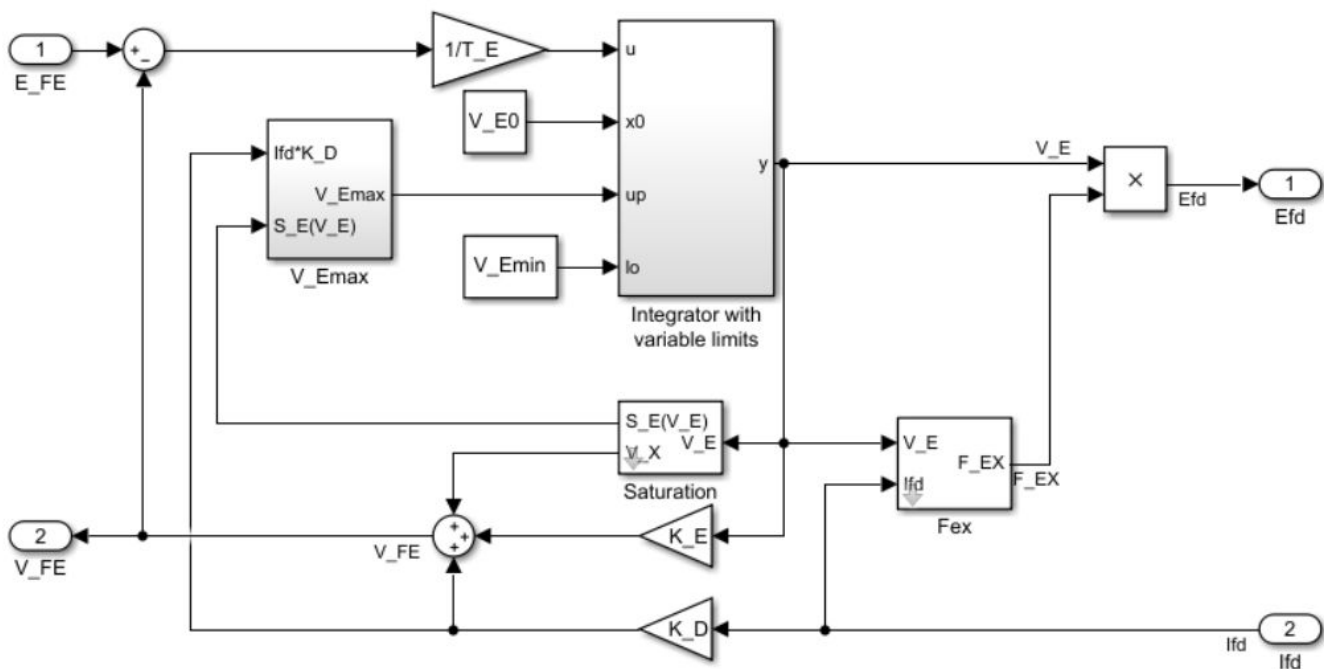 1
E_FE
+
-
1/T_E
V_E0
V_Emin
u
x0
up
lo
y
Integrator with
variable limits
Ifd*K_D
V_Emax
S_E(V_E)
V_Emax
V_E
×
Efd
1
Efd
S_E(V_E)
V_X
V_E
Saturation
V_E
Ifd
F_EX
F_EX
Fex
2
V_FE
V_FE
+
+
+
K_E
K_D
Ifd
2
Ifd